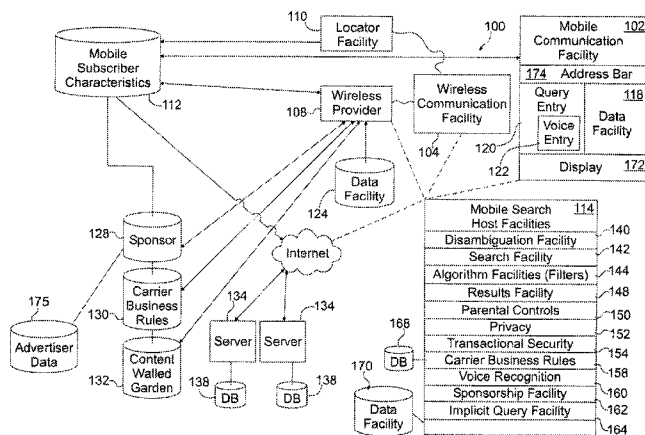 110
Locator
Facility
100
Mobile
Subscriber
Characteristics
112
108
Wireless
Provider
Wireless
Communication
Facility
104
Mobile 102
Communication
Facility
174 Address Bar
Query
Entry
118
Data
Facility
120
Voice
Entry
122
Display 172
Data
Facility
124
128
Sponsor
Internet
130
Carrier
Business
Rules
132
Content
Walled
Garden
175
Advertiser
Data
134
134
Server
Server
DB
138
DB
138
Mobile Search 114
Host Facilities
140
Disambiguation Facility
142
Search Facility
144
Algorithm Facilities (Filters)
148
Results Facility
150
Parental Controls
152
Privacy
154
Transactional Security
158
Carrier Business Rules
160
Voice Recognition
162
Sponsorship Facility
Implicit Query Facility
164
168
DB
170
Data
Facility